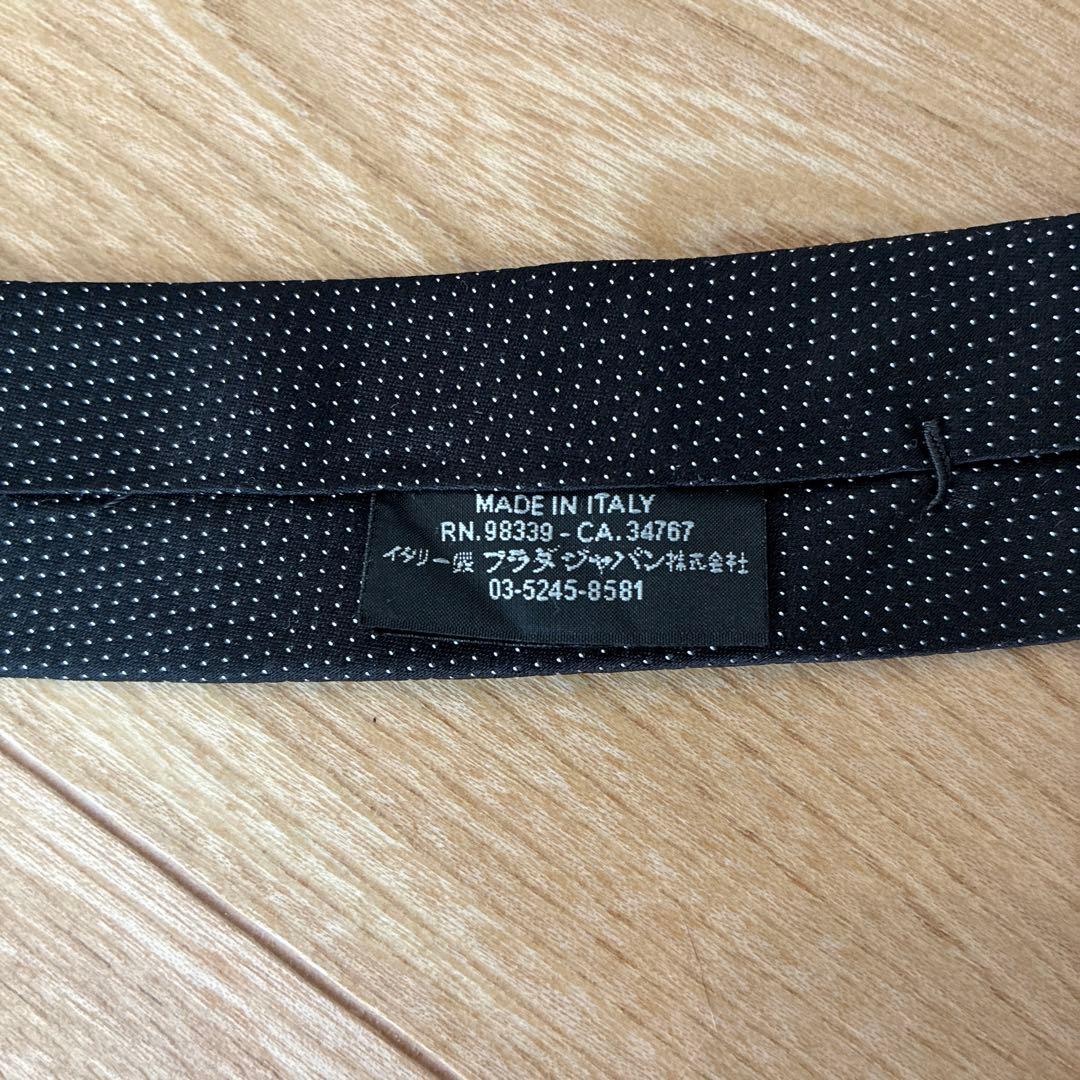 MADE IN ITALY
RN.98339 - CA.34767
イタリー製 プラダジャパン株式会社
03-5245-8581